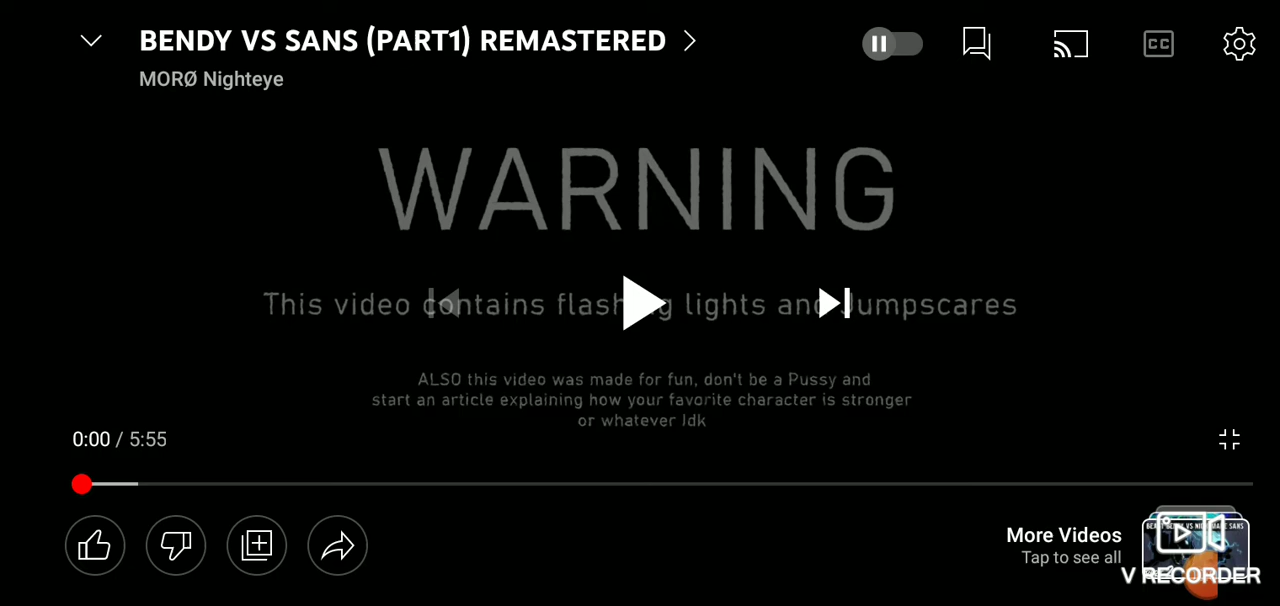 BENDY VS SANS (PART1) REMASTERED
MORØ Nighteye
CC
WARNING
This video contains flashing lights and Jumpscares
ALSO this video was made for fun, don't be a Pussy and
start an article explaining how your favorite character is stronger
or whatever Idk
0:00 / 5:55
More Videos
Tap to see all
V RECORDER